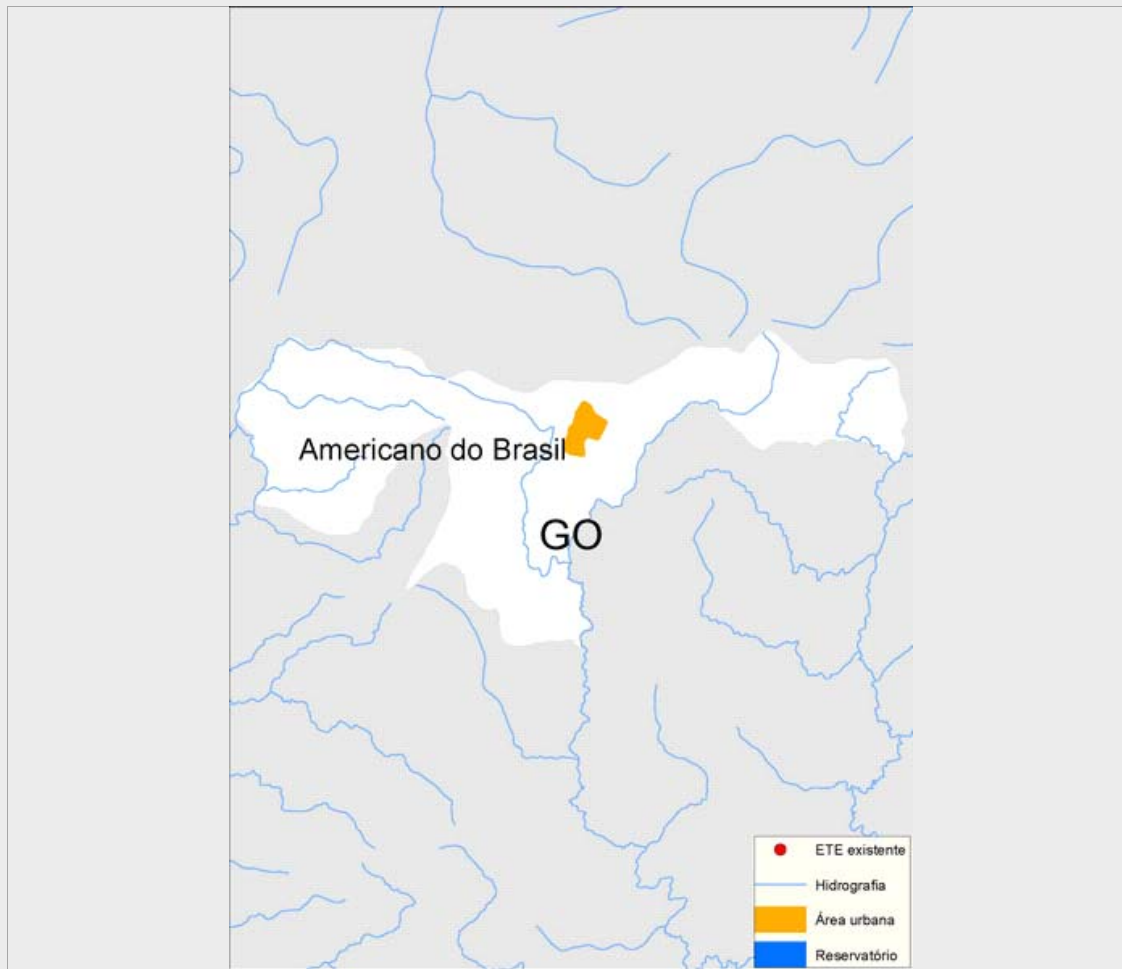 Americano do Brasil
GO
ETE existente
Hidrografia
Área urbana
Reservatório